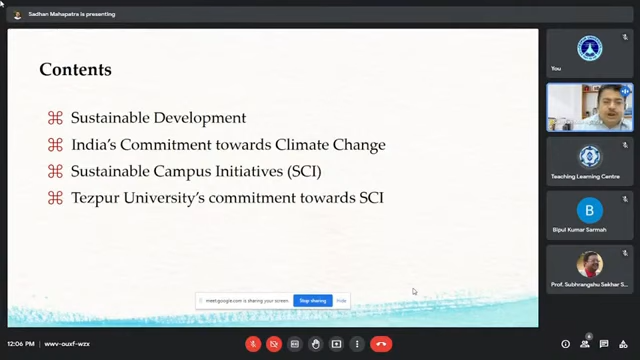 Sadhan Mahapatra is presenting
Contents
⌘ Sustainable Development
⌘ India's Commitment towards Climate Change
⌘ Sustainable Campus Initiatives (SCI)
⌘ Tezpur University's commitment towards SCI
meet.google.com is sharing your screen.
Stop sharing
Hide
You
Teaching Learning Centre
B
Bipul Kumar Sarmah
Prof. Subhrangshu Sekhar S...
12:06 PM
wwv-ouxf-wzx